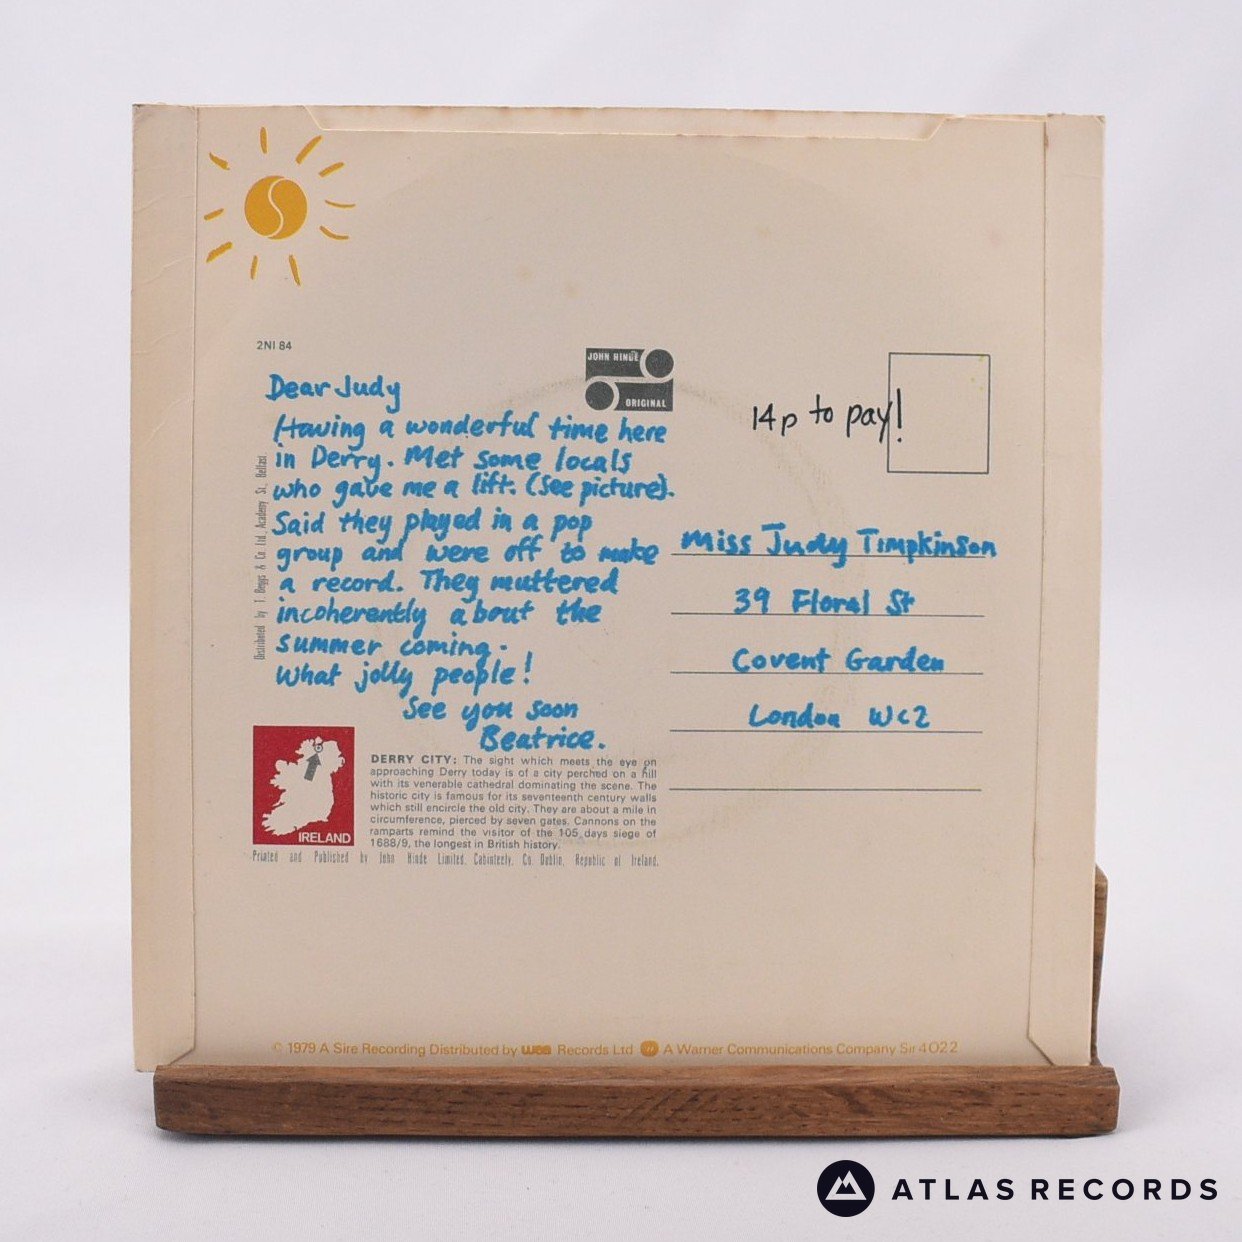 2NI 84
JOHN HINDE
ORIGINAL
14p to pay!
Dear Judy
Having a wonderful time here
in Derry. Met some locals
who gave me a lift. (See picture).
Said they played in a pop
group and were off to make
a record. They muttered
incoherently about the
summer coming.
What jolly people!
See you soon
Beatrice.
Miss Judy Timpkinson
39 Floral St
Covent Garden
London WC2
Distributed by T. Beggs & Co. Ltd., Academy St., Belfast
IRELAND
DERRY CITY: The sight which meets the eye on
approaching Derry today is of a city perched on a hill
with its venerable cathedral dominating the scene. The
historic city is famous for its seventeenth century walls
which still encircle the old city. They are about a mile in
circumference, pierced by seven gates. Cannons on the
ramparts remind the visitor of the 105 days siege of
1688/9, the longest in British history.
Printed and Published by John Hinde Limited, Cabinteely, Co. Dublin, Republic of Ireland.
© 1979 A Sire Recording Distributed by wea Records Ltd A Warner Communications Company Sir 4022
ATLAS RECORDS